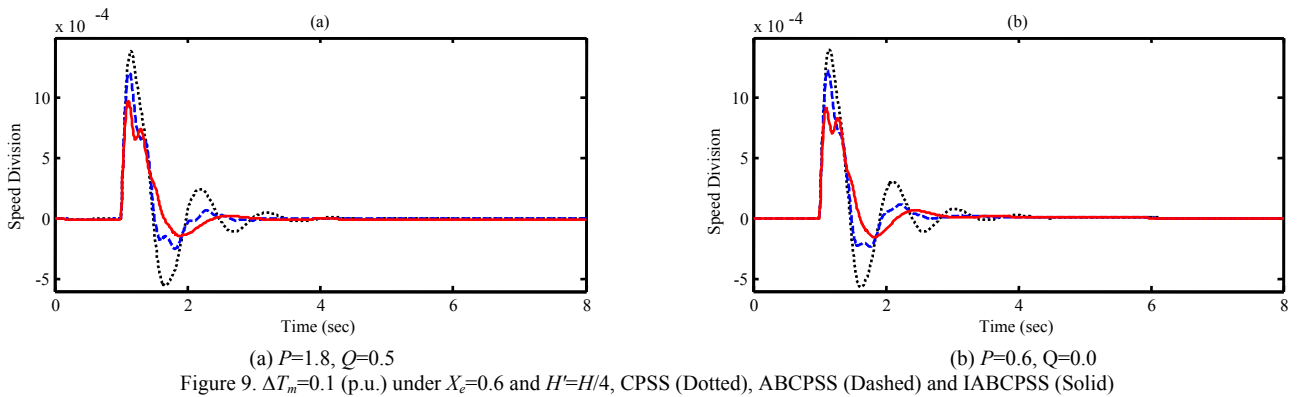 (a)
x 10 -4
10
5
0
-5
Speed Division
0 2 4 6 8
Time (sec)
(a) P=1.8, Q=0.5
(b)
x 10 -4
10
5
0
-5
Speed Division
0 2 4 6 8
Time (sec)
(b) P=0.6, Q=0.0
Figure 9. ΔTm=0.1 (p.u.) under Xe=0.6 and H'=H/4, CPSS (Dotted), ABCPSS (Dashed) and IABCPSS (Solid)